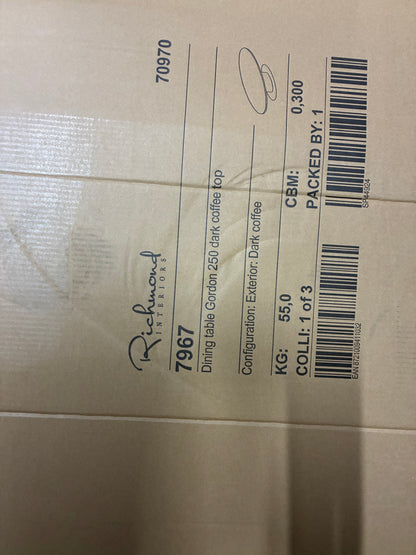 Richmond
INTERIORS
70970
7967
Dining table Gordon 250 dark coffee top
Configuration: Exterior: Dark coffee
KG: 55,0
CBM: 0,300
COLLI: 1 of 3
PACKED BY: 1